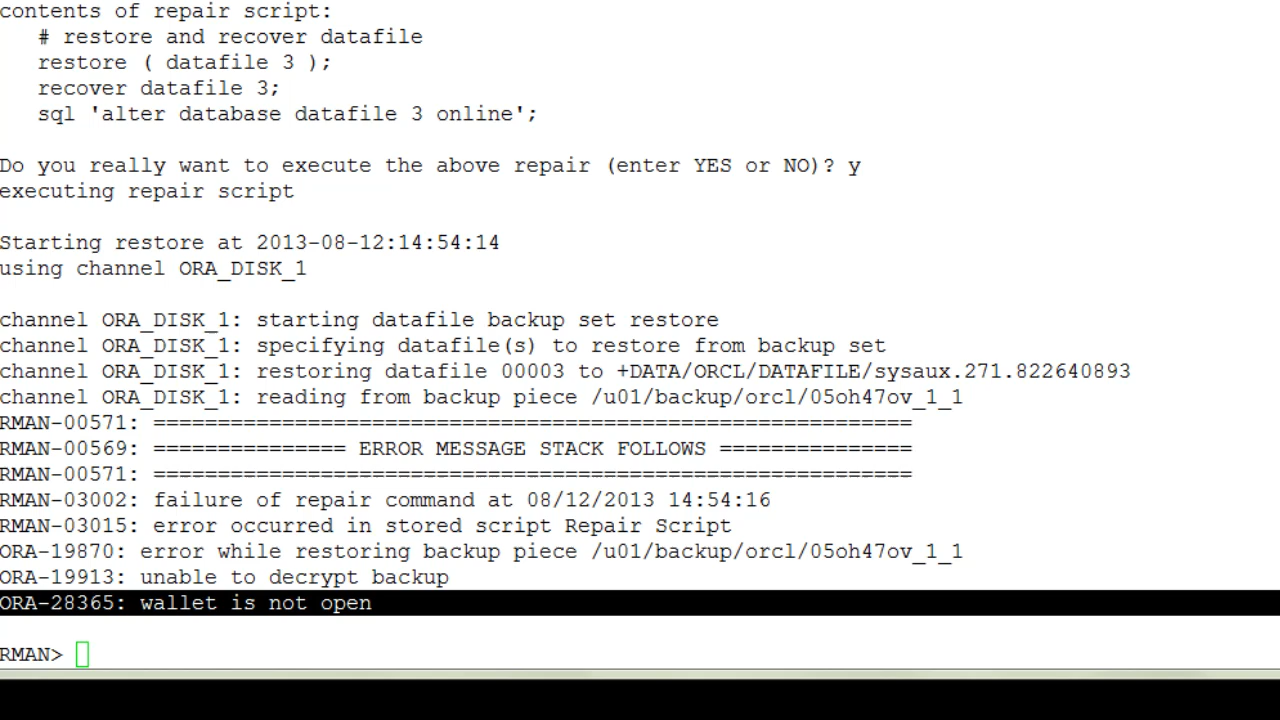 contents of repair script:
   # restore and recover datafile
   restore ( datafile 3 );
   recover datafile 3;
   sql 'alter database datafile 3 online';
Do you really want to execute the above repair (enter YES or NO)? y
executing repair script
Starting restore at 2013-08-12:14:54:14
using channel ORA_DISK_1
channel ORA_DISK_1: starting datafile backup set restore
channel ORA_DISK_1: specifying datafile(s) to restore from backup set
channel ORA_DISK_1: restoring datafile 00003 to +DATA/ORCL/DATAFILE/sysaux.271.822640893
channel ORA_DISK_1: reading from backup piece /u01/backup/orcl/05oh47ov_1_1
RMAN-00571: ===========================================================
RMAN-00569: =============== ERROR MESSAGE STACK FOLLOWS ===============
RMAN-00571: ===========================================================
RMAN-03002: failure of repair command at 08/12/2013 14:54:16
RMAN-03015: error occurred in stored script Repair Script
ORA-19870: error while restoring backup piece /u01/backup/orcl/05oh47ov_1_1
ORA-19913: unable to decrypt backup
ORA-28365: wallet is not open
RMAN>